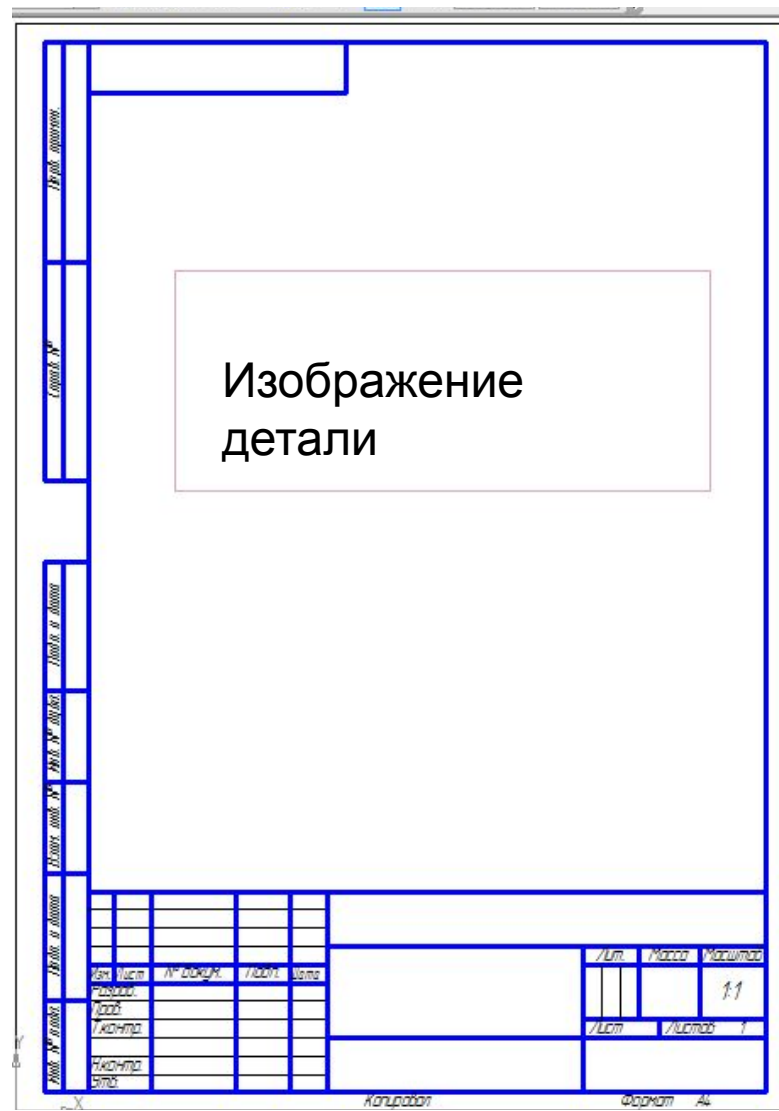 Перв. примен.
Справ. №
Изображение
детали
Подп. и дата
Инв. № дубл.
Взам. инв. №
Подп. и дата
Инв. № подл.
Изм. Лист № докум. Подп. Дата
Разраб.
Пров.
Т.контр.
Н.контр.
Утв.
Лит. Масса Масштаб
1:1
Лист Листов 1
Копировал Формат A4
Y
X